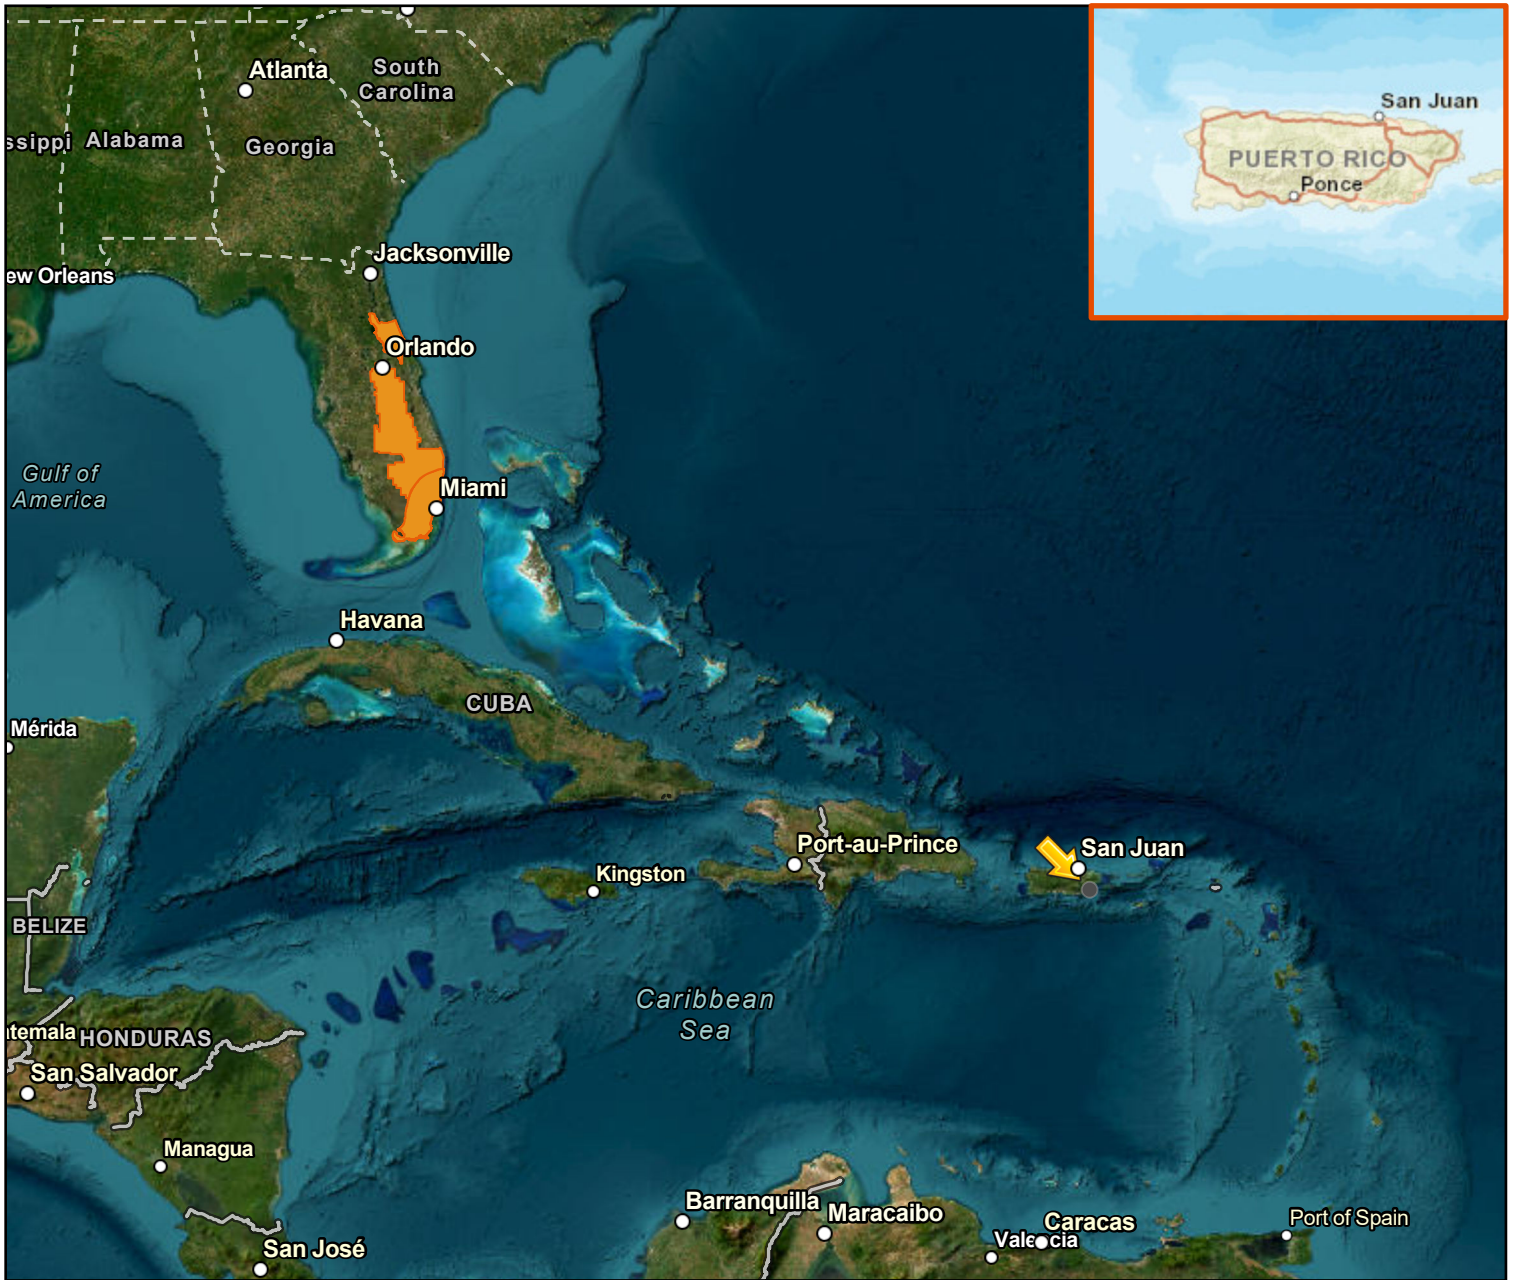 Atlanta
South
Carolina
ssippi
Alabama
Georgia
San Juan
PUERTO RICO
Ponce
Jacksonville
ew Orleans
Orlando
Gulf of
America
Miami
Havana
CUBA
Mérida
Port-au-Prince
San Juan
Kingston
BELIZE
Caribbean
Sea
atemala
HONDURAS
San Salvador
Managua
Barranquilla
Maracaibo
Caracas
Valencia
Port of Spain
San José